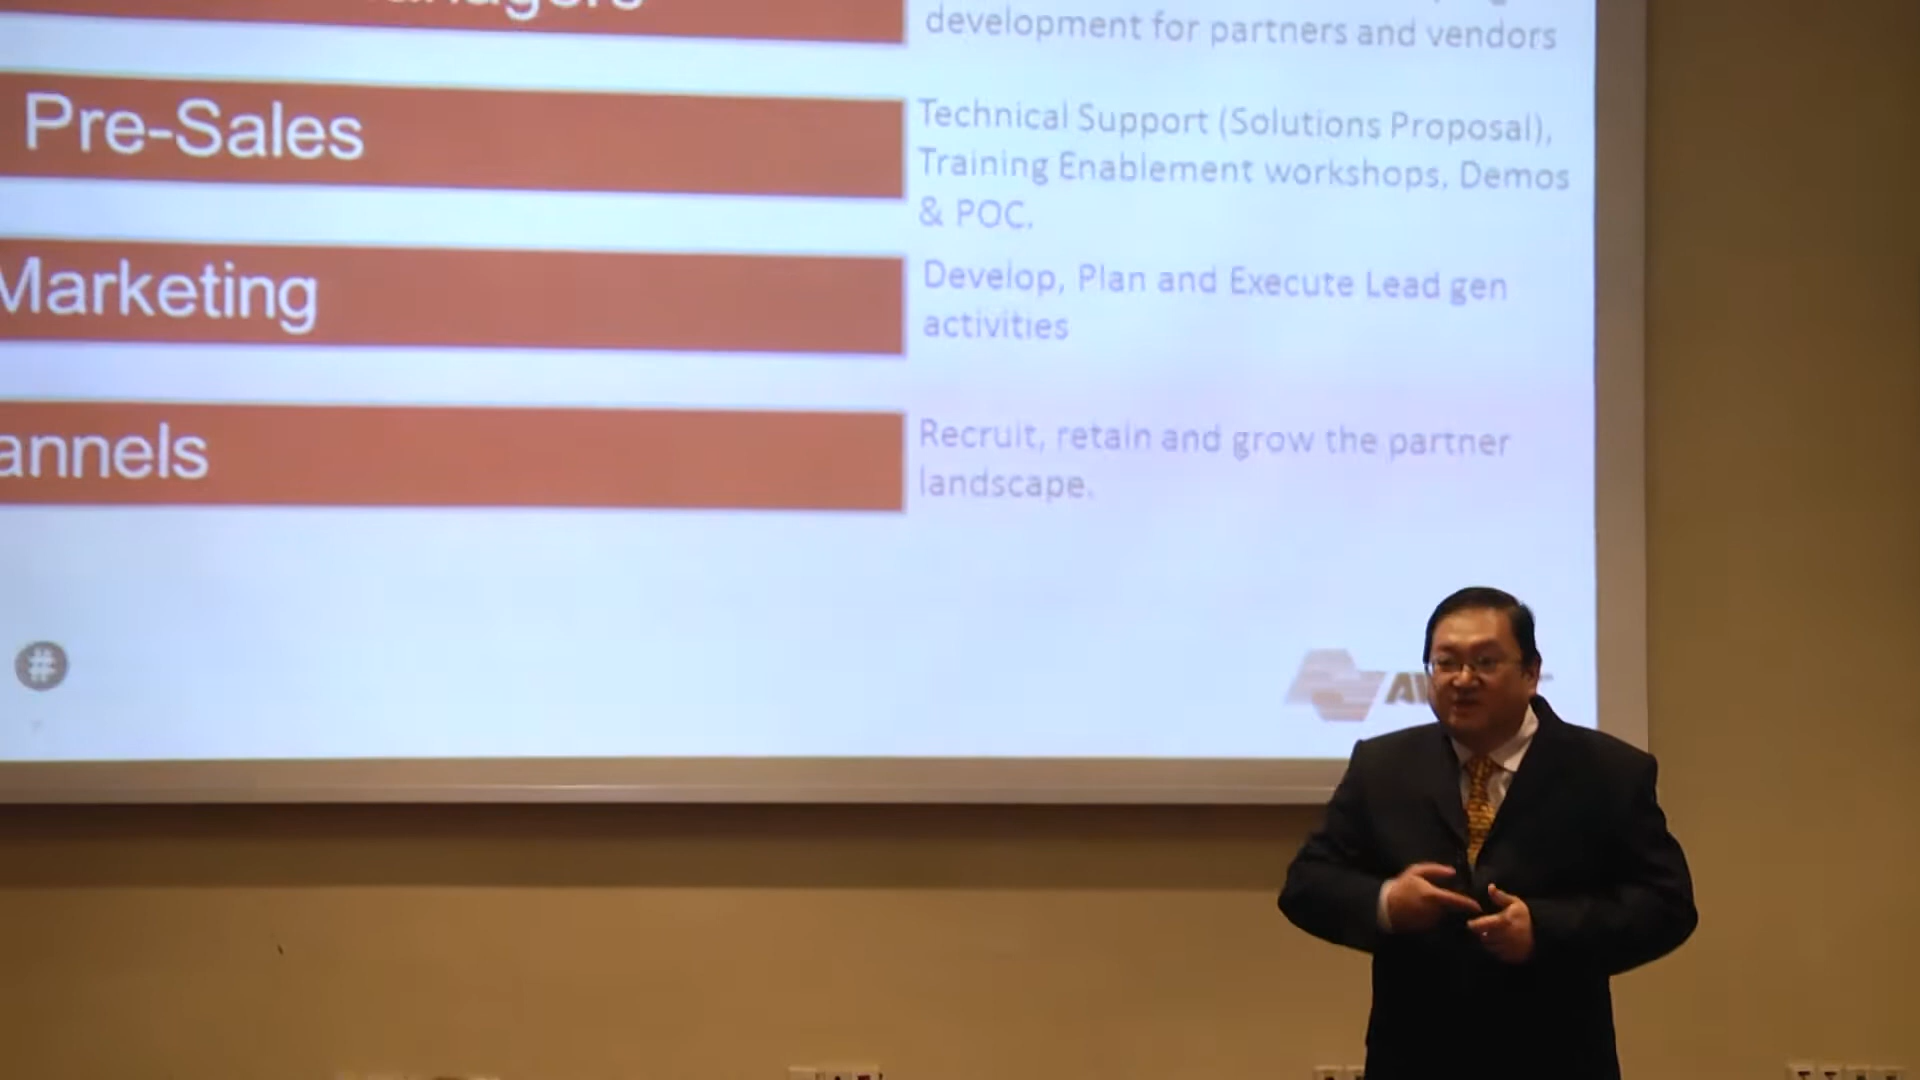 development for partners and vendors
Pre-Sales
Technical Support (Solutions Proposal),
Training Enablement workshops, Demos
& POC.
Marketing
Develop, Plan and Execute Lead gen
activities
annels
Recruit, retain and grow the partner
landscape.
#